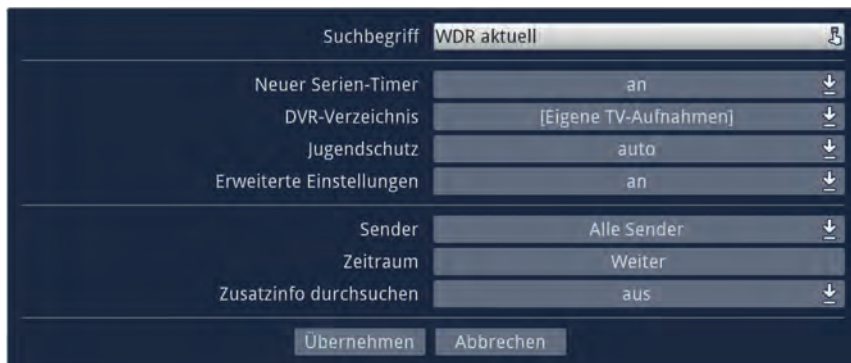 Suchbegriff WDR aktuell
Neuer Serien-Timer an
DVR-Verzeichnis [Eigene TV-Aufnahmen]
Jugendschutz auto
Erweiterte Einstellungen an
Sender Alle Sender
Zeitraum Weiter
Zusatzinfo durchsuchen aus
Übernehmen Abbrechen